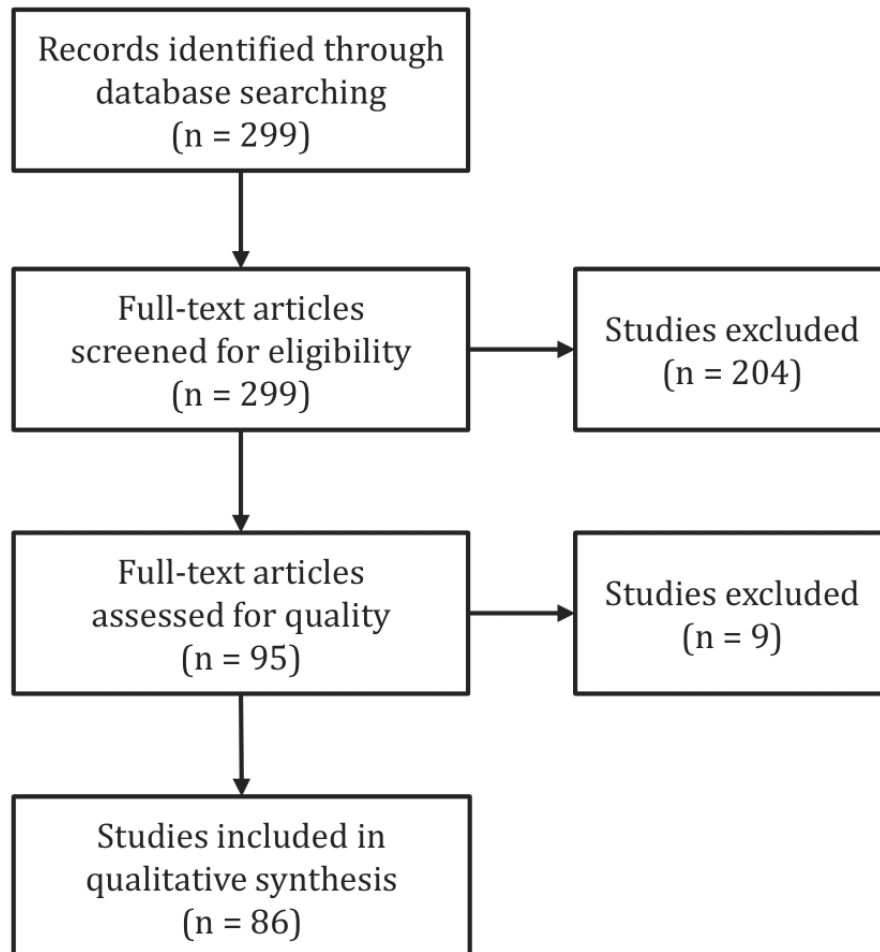 Records identified through
database searching
(n = 299)
Full-text articles
screened for eligibility
(n = 299)
Studies excluded
(n = 204)
Full-text articles
assessed for quality
(n = 95)
Studies excluded
(n = 9)
Studies included in
qualitative synthesis
(n = 86)